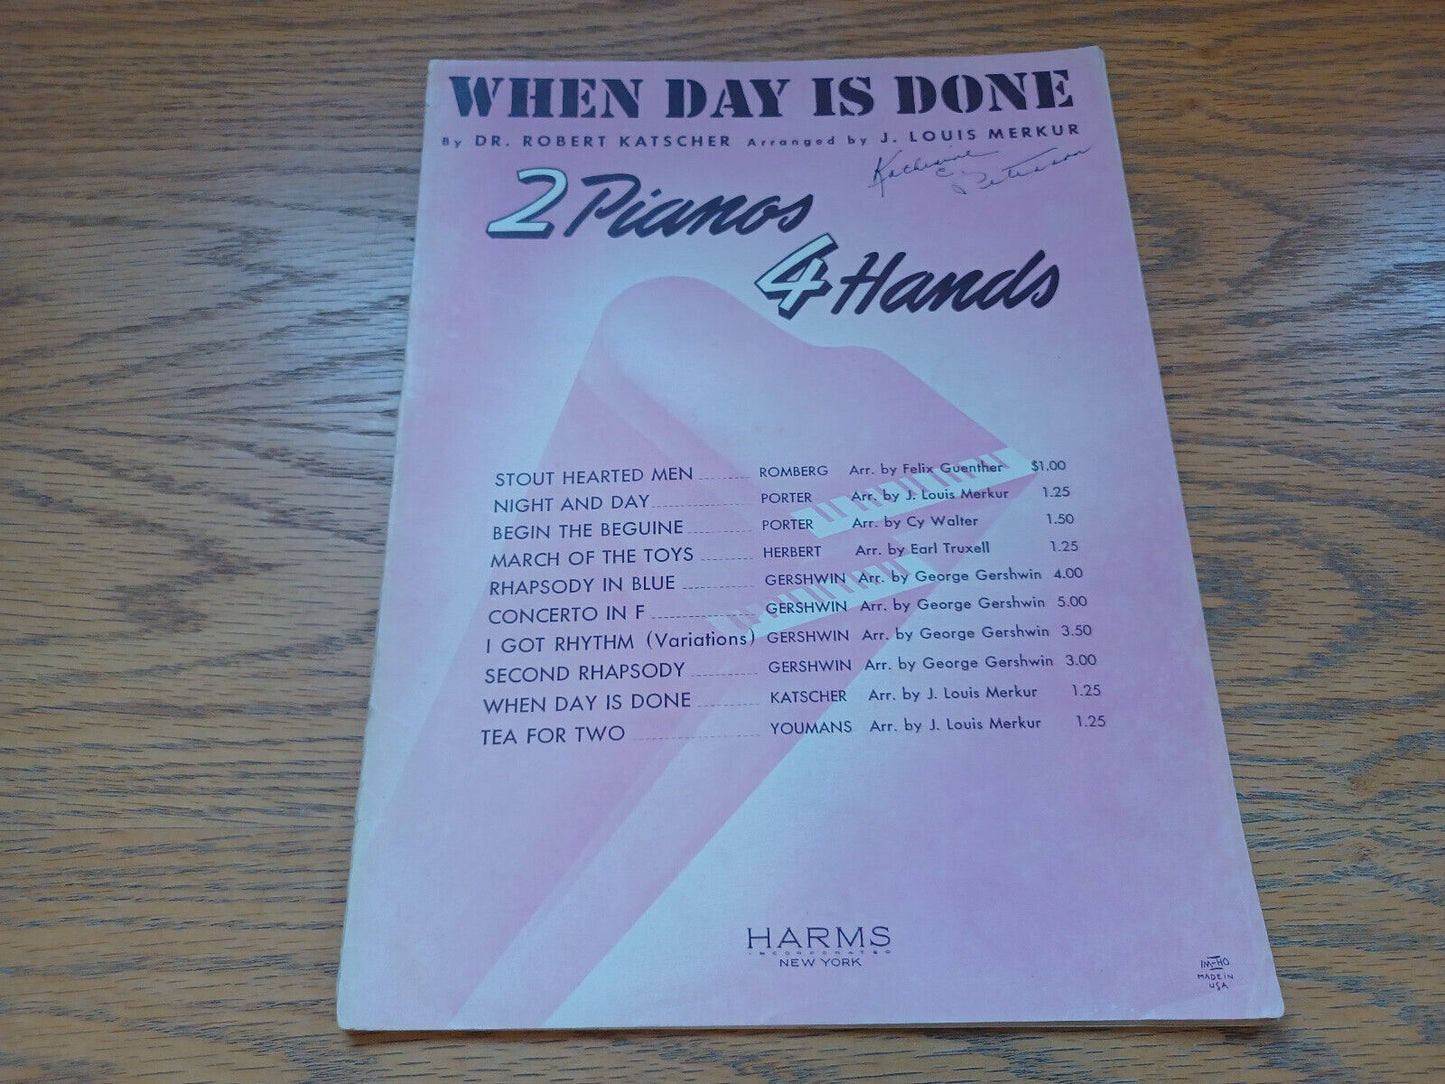 WHEN DAY IS DONE
By DR. ROBERT KATSCHER Arranged by J. LOUIS MERKUR
Katherine C. Peterson
2 Pianos
4 Hands
STOUT HEARTED MEN ROMBERG Arr. by Felix Guenther $1.00
NIGHT AND DAY PORTER Arr. by J. Louis Merkur 1.25
BEGIN THE BEGUINE PORTER Arr. by Cy Walter 1.50
MARCH OF THE TOYS HERBERT Arr. by Earl Truxell 1.25
RHAPSODY IN BLUE GERSHWIN Arr. by George Gershwin 4.00
CONCERTO IN F GERSHWIN Arr. by George Gershwin 5.00
I GOT RHYTHM (Variations) GERSHWIN Arr. by George Gershwin 3.50
SECOND RHAPSODY GERSHWIN Arr. by George Gershwin 3.00
WHEN DAY IS DONE KATSCHER Arr. by J. Louis Merkur 1.25
TEA FOR TWO YOUMANS Arr. by J. Louis Merkur 1.25
HARMS
INCORPORATED
NEW YORK
IM-HO
MADE IN
USA